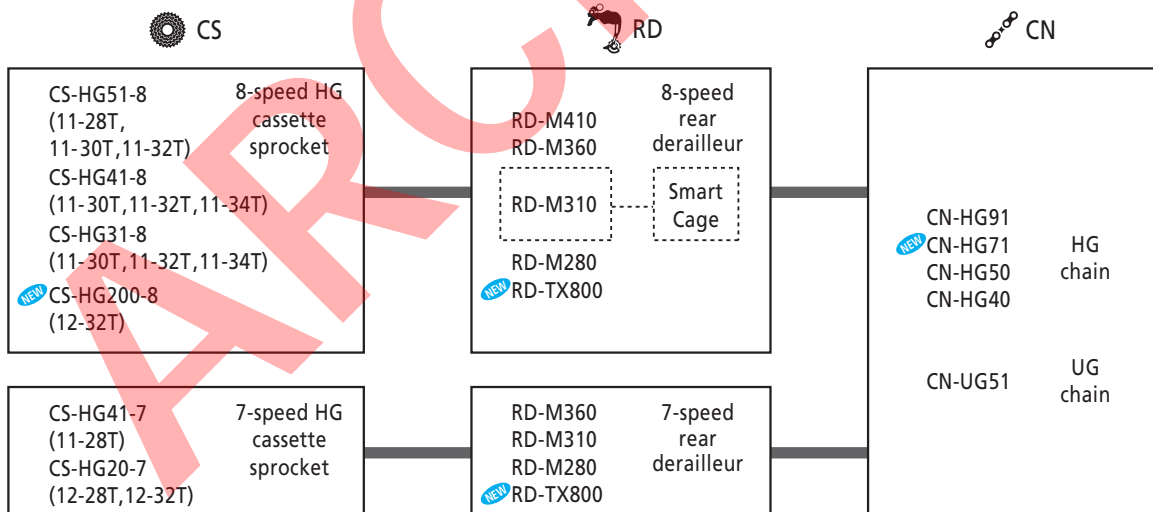 CS
RD
CN
CS-HG51-8
(11-28T,
11-30T,11-32T)
CS-HG41-8
(11-30T,11-32T,11-34T)
CS-HG31-8
(11-30T,11-32T,11-34T)
NEW CS-HG200-8
(12-32T)
8-speed HG
cassette
sprocket
RD-M410
RD-M360
RD-M310
RD-M280
NEW RD-TX800
8-speed
rear
derailleur
Smart
Cage
CS-HG41-7
(11-28T)
CS-HG20-7
(12-28T,12-32T)
7-speed HG
cassette
sprocket
RD-M360
RD-M310
RD-M280
NEW RD-TX800
7-speed
rear
derailleur
CN-HG91
NEW CN-HG71
CN-HG50
CN-HG40
HG
chain
CN-UG51
UG
chain
ARC